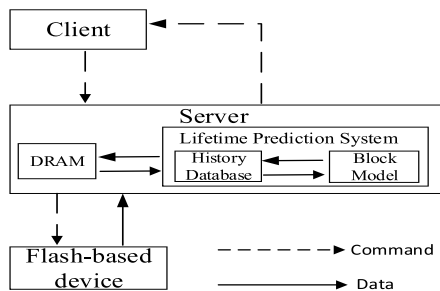 Client
Server
Lifetime Prediction System
DRAM
History
Database
Block
Model
Flash-based
device
Command
Data